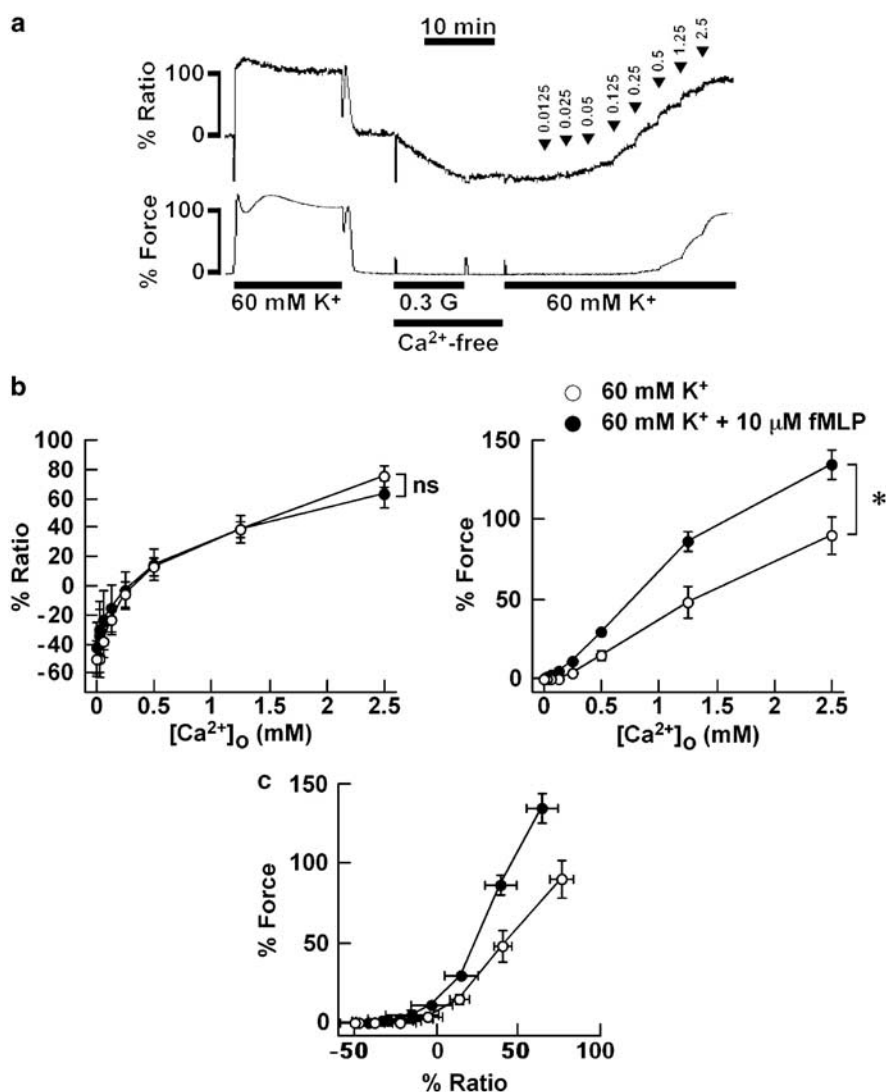 a
10 min
0.0125 0.025 0.05 0.125 0.25 0.5 1.25 2.5
% Ratio
100
0
% Force
100
0
60 mM K+ 0.3 G 60 mM K+
Ca2+-free
b
60 mM K+
60 mM K+ + 10 µM fMLP
% Ratio
100
80
60
40
20
0
-20
-40
-60
ns
0 0.5 1 1.5 2.0 2.5
[Ca2+]O (mM)
% Force
150
100
50
0
*
0 0.5 1 1.5 2.0 2.5
[Ca2+]O (mM)
c
% Force
150
100
50
0
-50 0 50 100
% Ratio